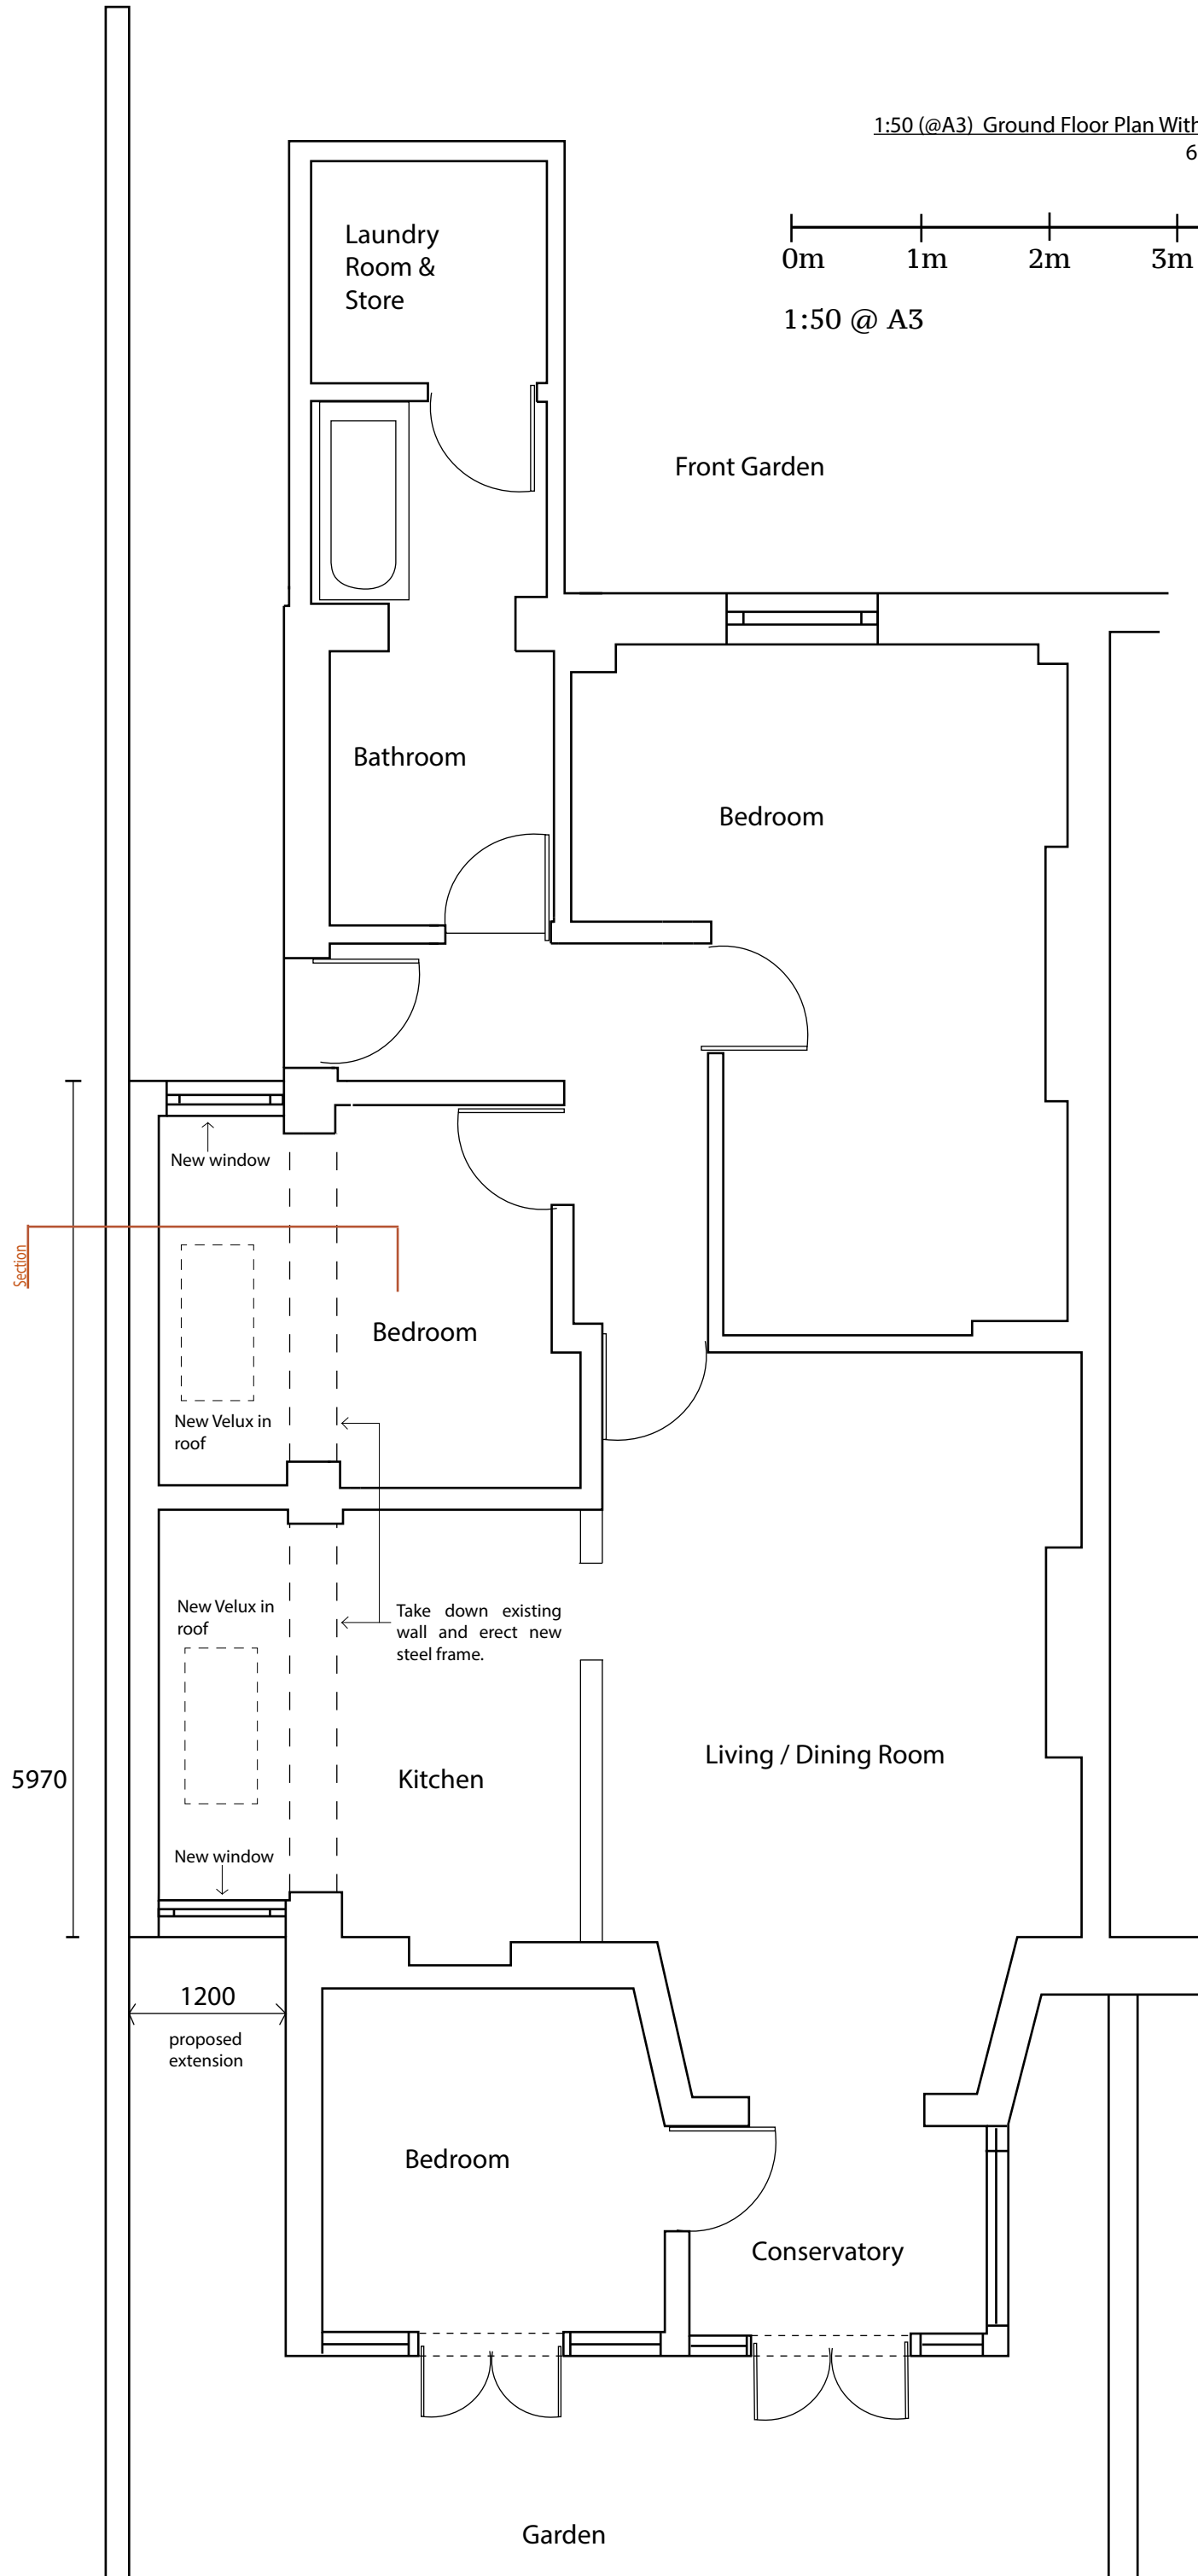 1:50 (@A3) Ground Floor Plan With
6
0m 1m 2m 3m
1:50 @ A3
Laundry
Room &
Store
Front Garden
Bathroom
Bedroom
New window
Section
Bedroom
New Velux in
roof
New Velux in
roof
Take down existing
wall and erect new
steel frame.
Living / Dining Room
Kitchen
5970
New window
1200
proposed
extension
Bedroom
Conservatory
Garden